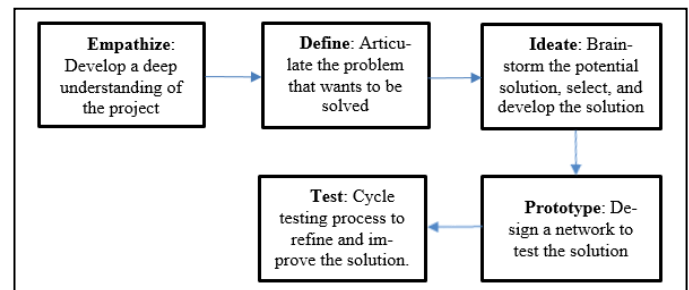 Empathize:
Develop a deep
understanding of
the project
Define: Articu-
late the problem
that wants to be
solved
Ideate: Brain-
storm the potential
solution, select, and
develop the solution
Test: Cycle
testing process to
refine and im-
prove the solution.
Prototype: De-
sign a network to
test the solution